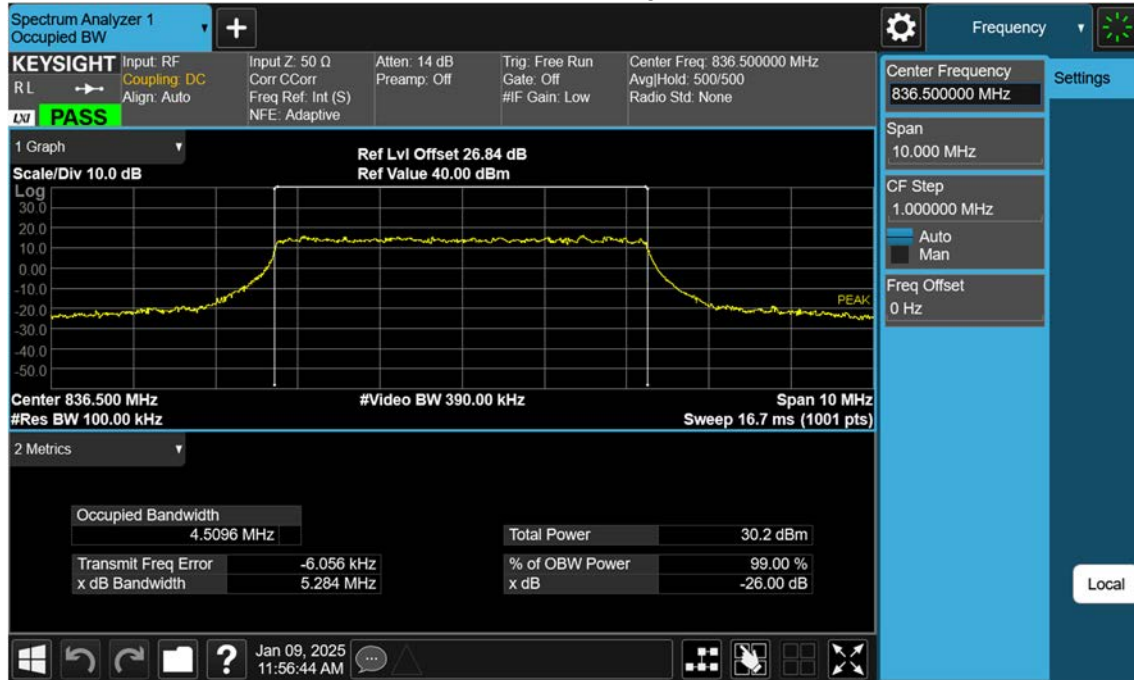 Spectrum Analyzer 1
Occupied BW
+
Frequency
KEYSIGHT
RL
LXI
PASS
Input: RF
Coupling: DC
Align: Auto
Input Z: 50 Ω
Corr CCorr
Freq Ref: Int (S)
NFE: Adaptive
Atten: 14 dB
Preamp: Off
Trig: Free Run
Gate: Off
#IF Gain: Low
Center Freq: 836.500000 MHz
Avg|Hold: 500/500
Radio Std: None
Center Frequency
836.500000 MHz
Settings
Span
10.000 MHz
CF Step
1.000000 MHz
Auto
Man
Freq Offset
0 Hz
Local
1 Graph
Scale/Div 10.0 dB
Ref Lvl Offset 26.84 dB
Ref Value 40.00 dBm
Log
30.0
20.0
10.0
0.00
-10.0
-20.0
-30.0
-40.0
-50.0
PEAK
Center 836.500 MHz
#Video BW 390.00 kHz
Span 10 MHz
#Res BW 100.00 kHz
Sweep 16.7 ms (1001 pts)
2 Metrics
Occupied Bandwidth
4.5096 MHz
Total Power 30.2 dBm
Transmit Freq Error -6.056 kHz
% of OBW Power 99.00 %
x dB Bandwidth 5.284 MHz
x dB -26.00 dB
?
Jan 09, 2025
11:56:44 AM